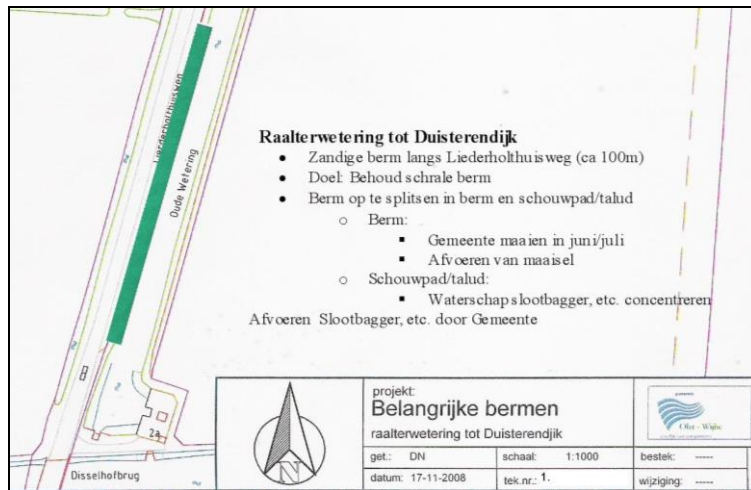 Raalterwetering tot Duisterendijk
Zandige berm langs Liederholthuisweg (ca 100m)
Doel: Behoud schrale berm
Berm op te splitsen in berm en schouwpad/talud
Berm:
Gemeente maaien in juni/juli
Afvoeren van maaisel
Schouwpad/talud:
Waterschap slootbagger, etc. concentreren
Afvoeren Slootbagger, etc. door Gemeente
Oude Wetering
2a
Disselhofbrug
N
projekt:
Belangrijke bermen
raalterwetering tot Duisterendjik
get.: DN
schaal: 1:1000
bestek: -----
datum: 17-11-2008
tek.nr.: 1.
wijziging: -----
Olst - Wijhe